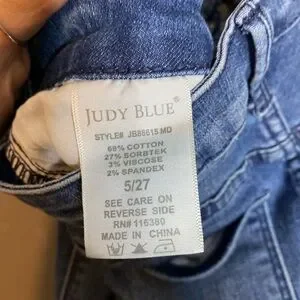 JUDY BLUE®
STYLE# JB88615 MD
68% COTTON
27% SORBTEK
3% VISCOSE
2% SPANDEX
5/27
SEE CARE ON
REVERSE SIDE
RN# 116380
MADE IN CHINA